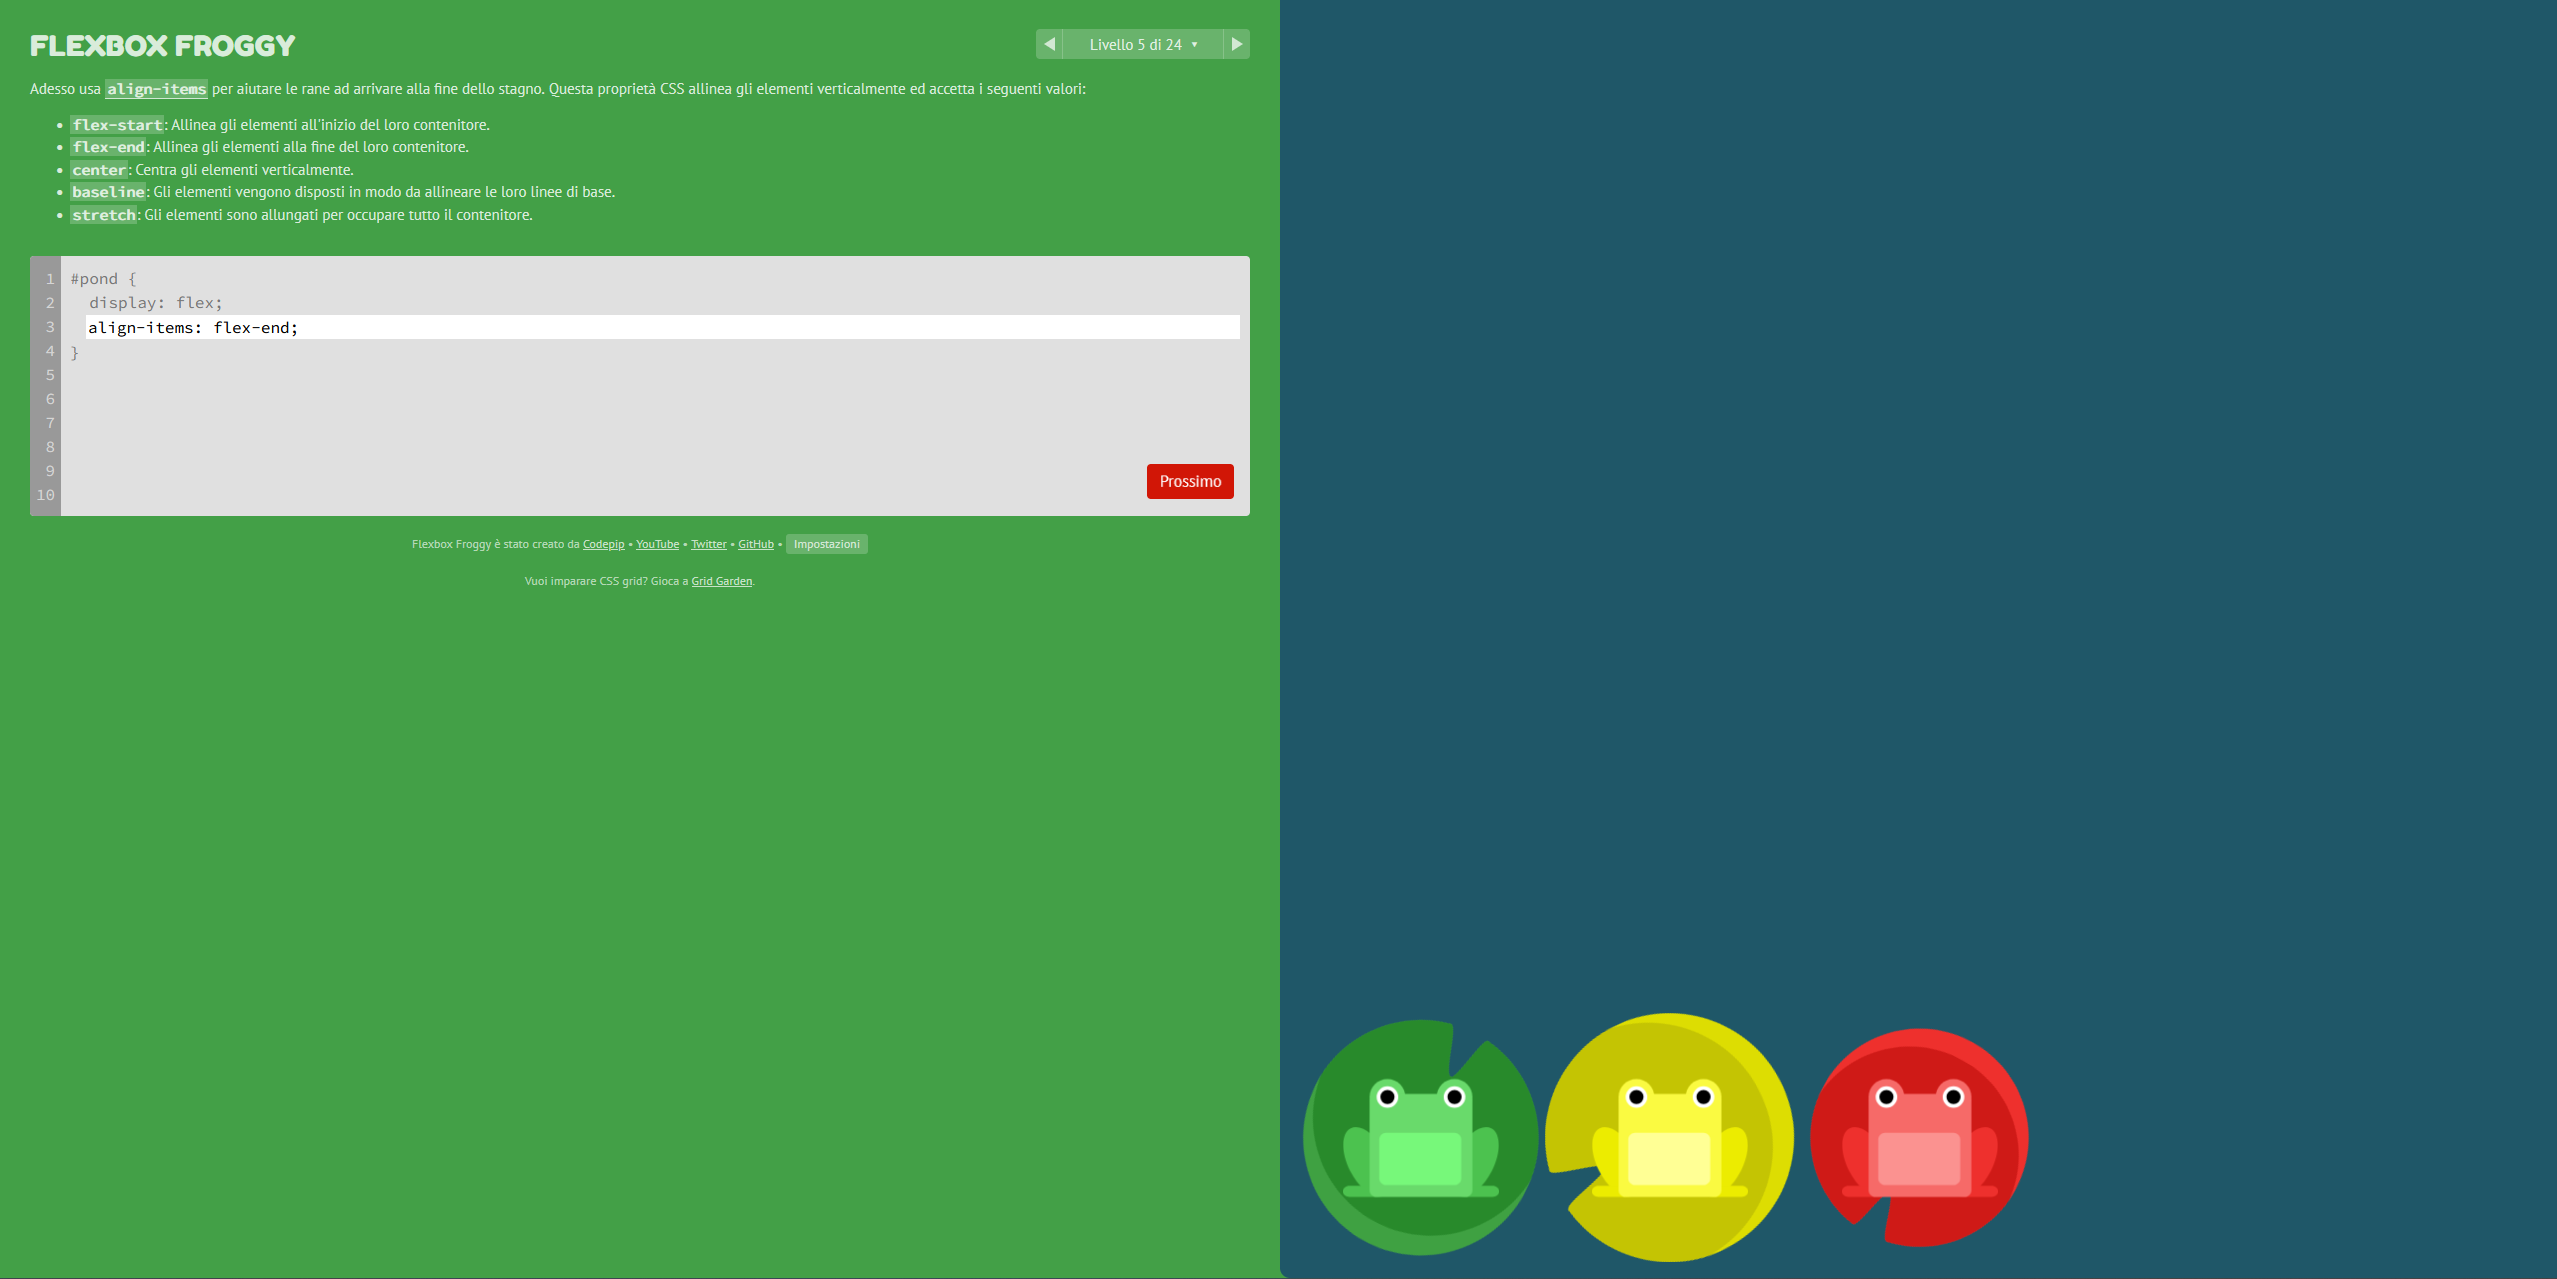 FLEXBOX FROGGY
◀ Livello 5 di 24 ▼ ▶
Adesso usa align-items per aiutare le rane ad arrivare alla fine dello stagno. Questa proprietà CSS allinea gli elementi verticalmente ed accetta i seguenti valori:
• flex-start: Allinea gli elementi all'inizio del loro contenitore.
• flex-end: Allinea gli elementi alla fine del loro contenitore.
• center: Centra gli elementi verticalmente.
• baseline: Gli elementi vengono disposti in modo da allineare le loro linee di base.
• stretch: Gli elementi sono allungati per occupare tutto il contenitore.
1 #pond {
2 display: flex;
3 align-items: flex-end;
4 }
5
6
7
8
9
10
Prossimo
Flexbox Froggy è stato creato da Codepip • YouTube • Twitter • GitHub • Impostazioni
Vuoi imparare CSS grid? Gioca a Grid Garden.